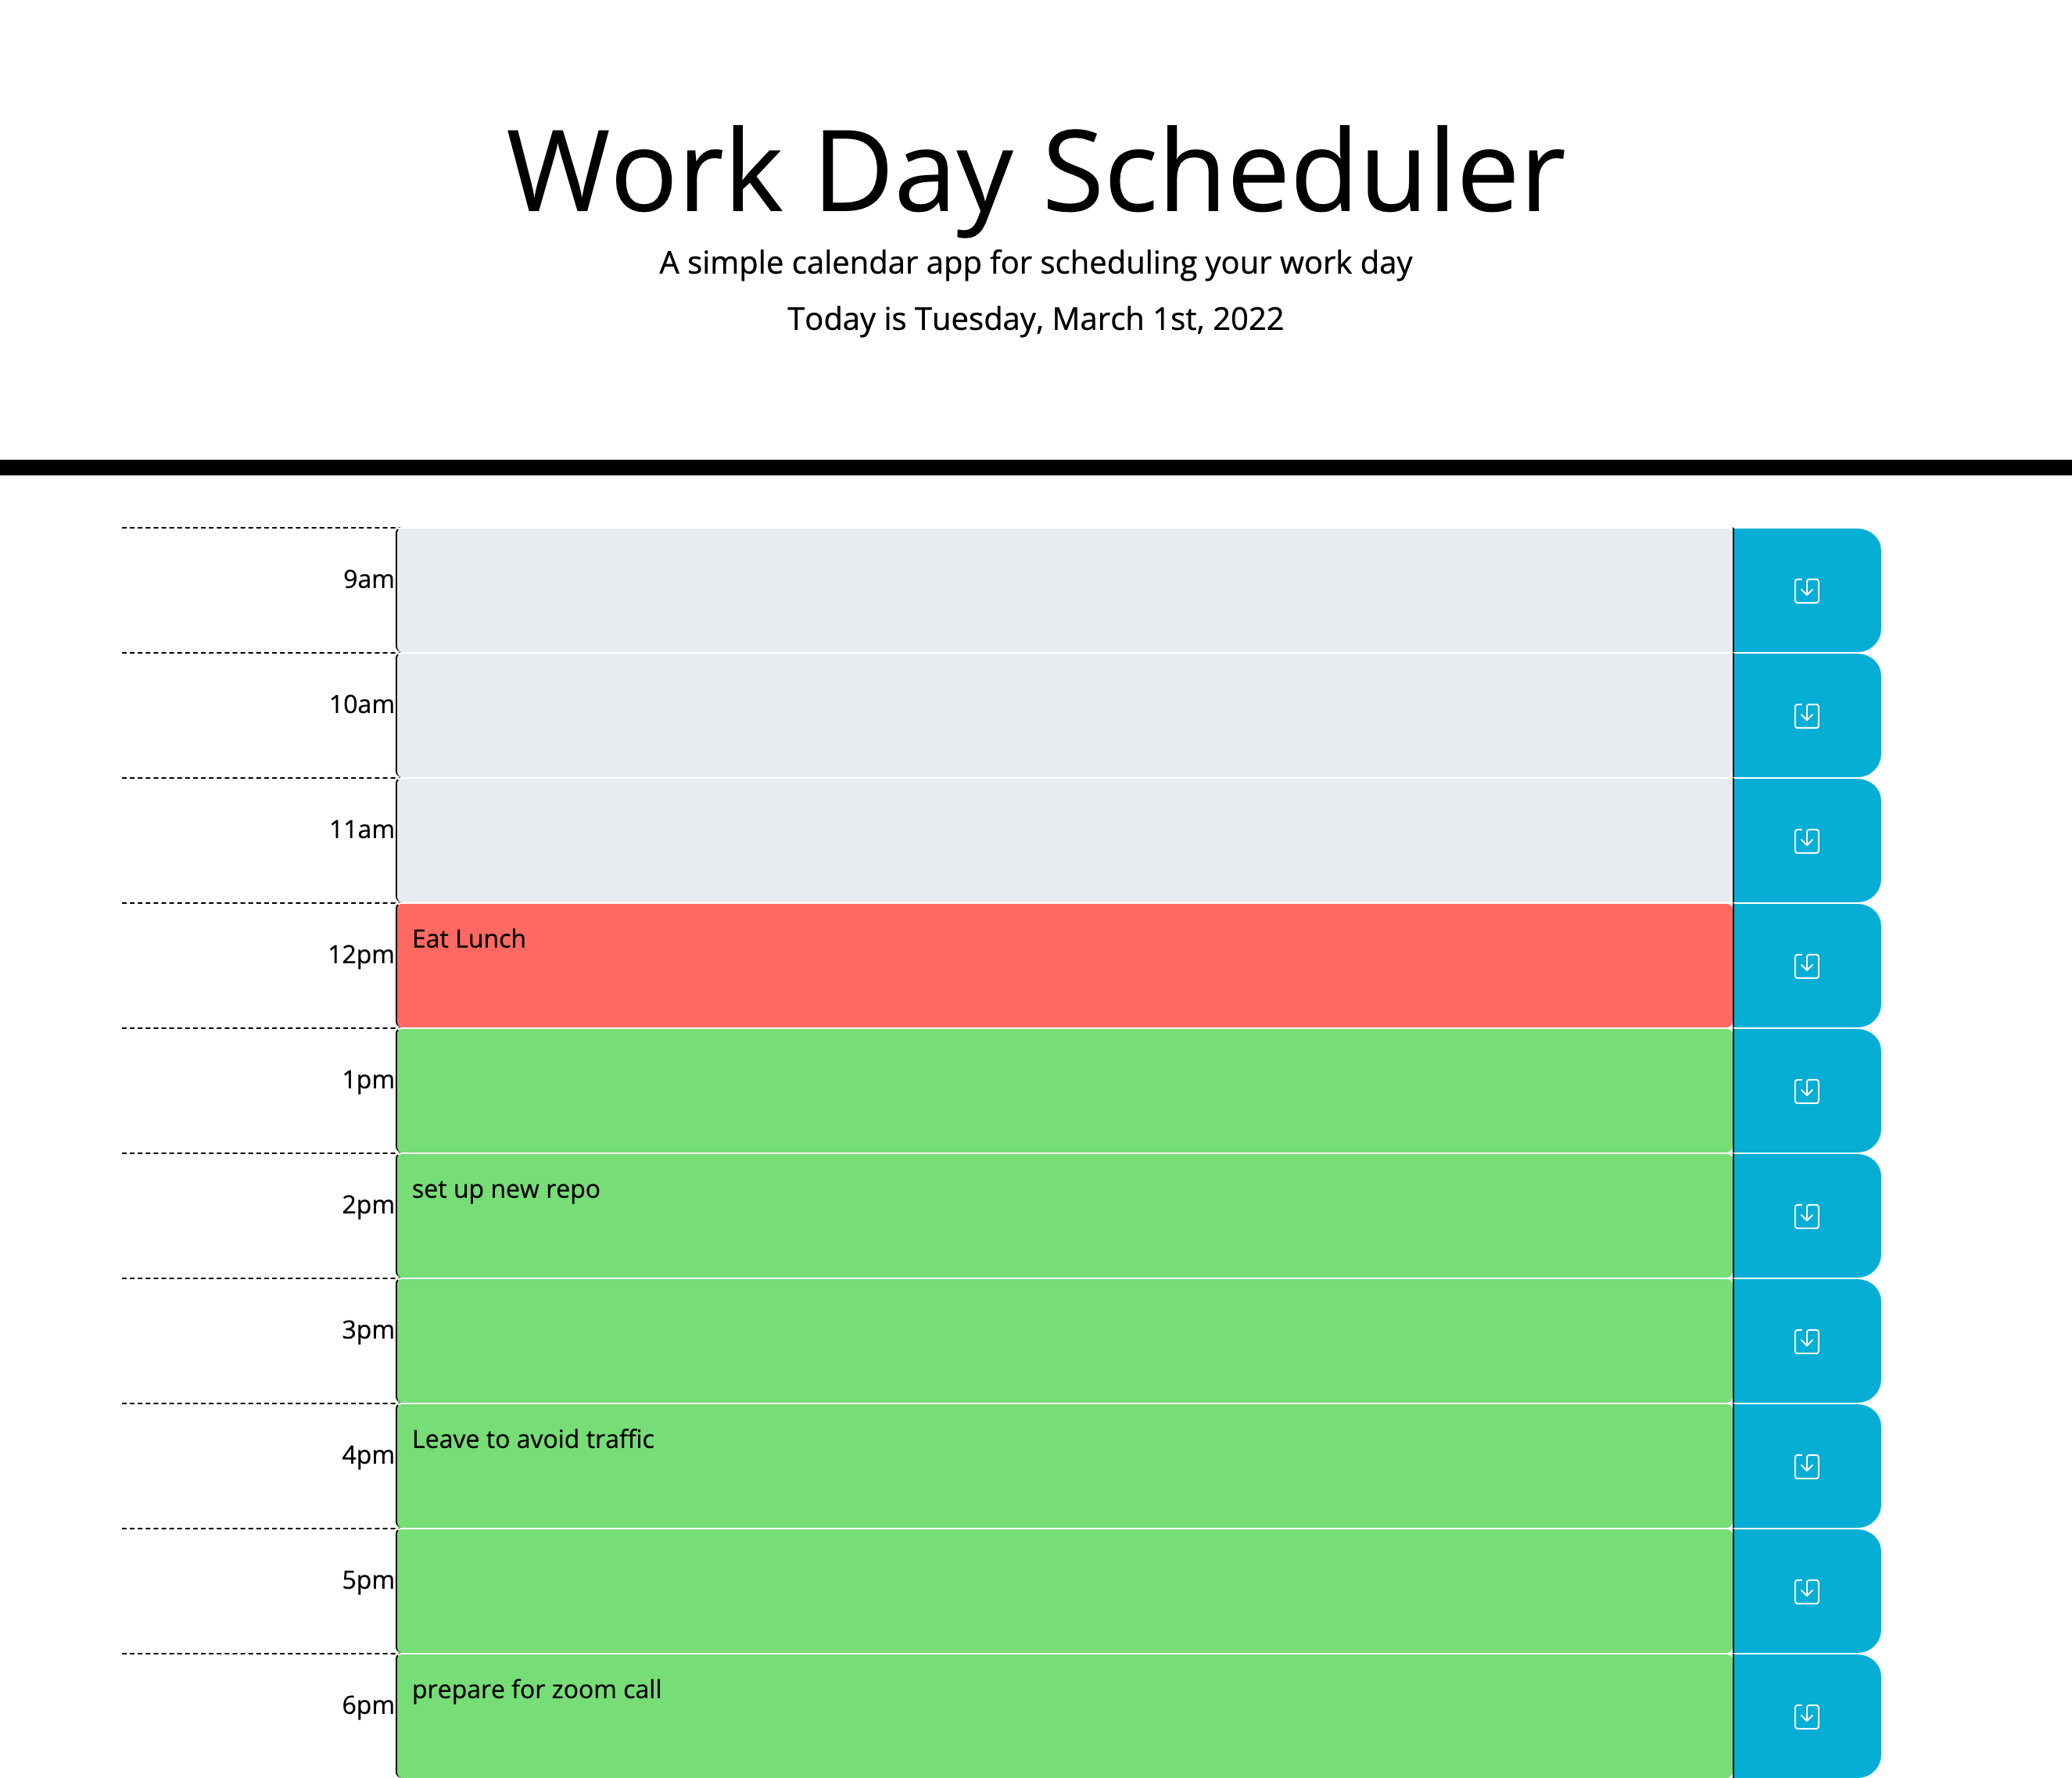 Work Day Scheduler
A simple calendar app for scheduling your work day
Today is Tuesday, March 1st, 2022
9am
10am
11am
12pm Eat Lunch
1pm
2pm set up new repo
3pm
4pm Leave to avoid traffic
5pm
6pm prepare for zoom call